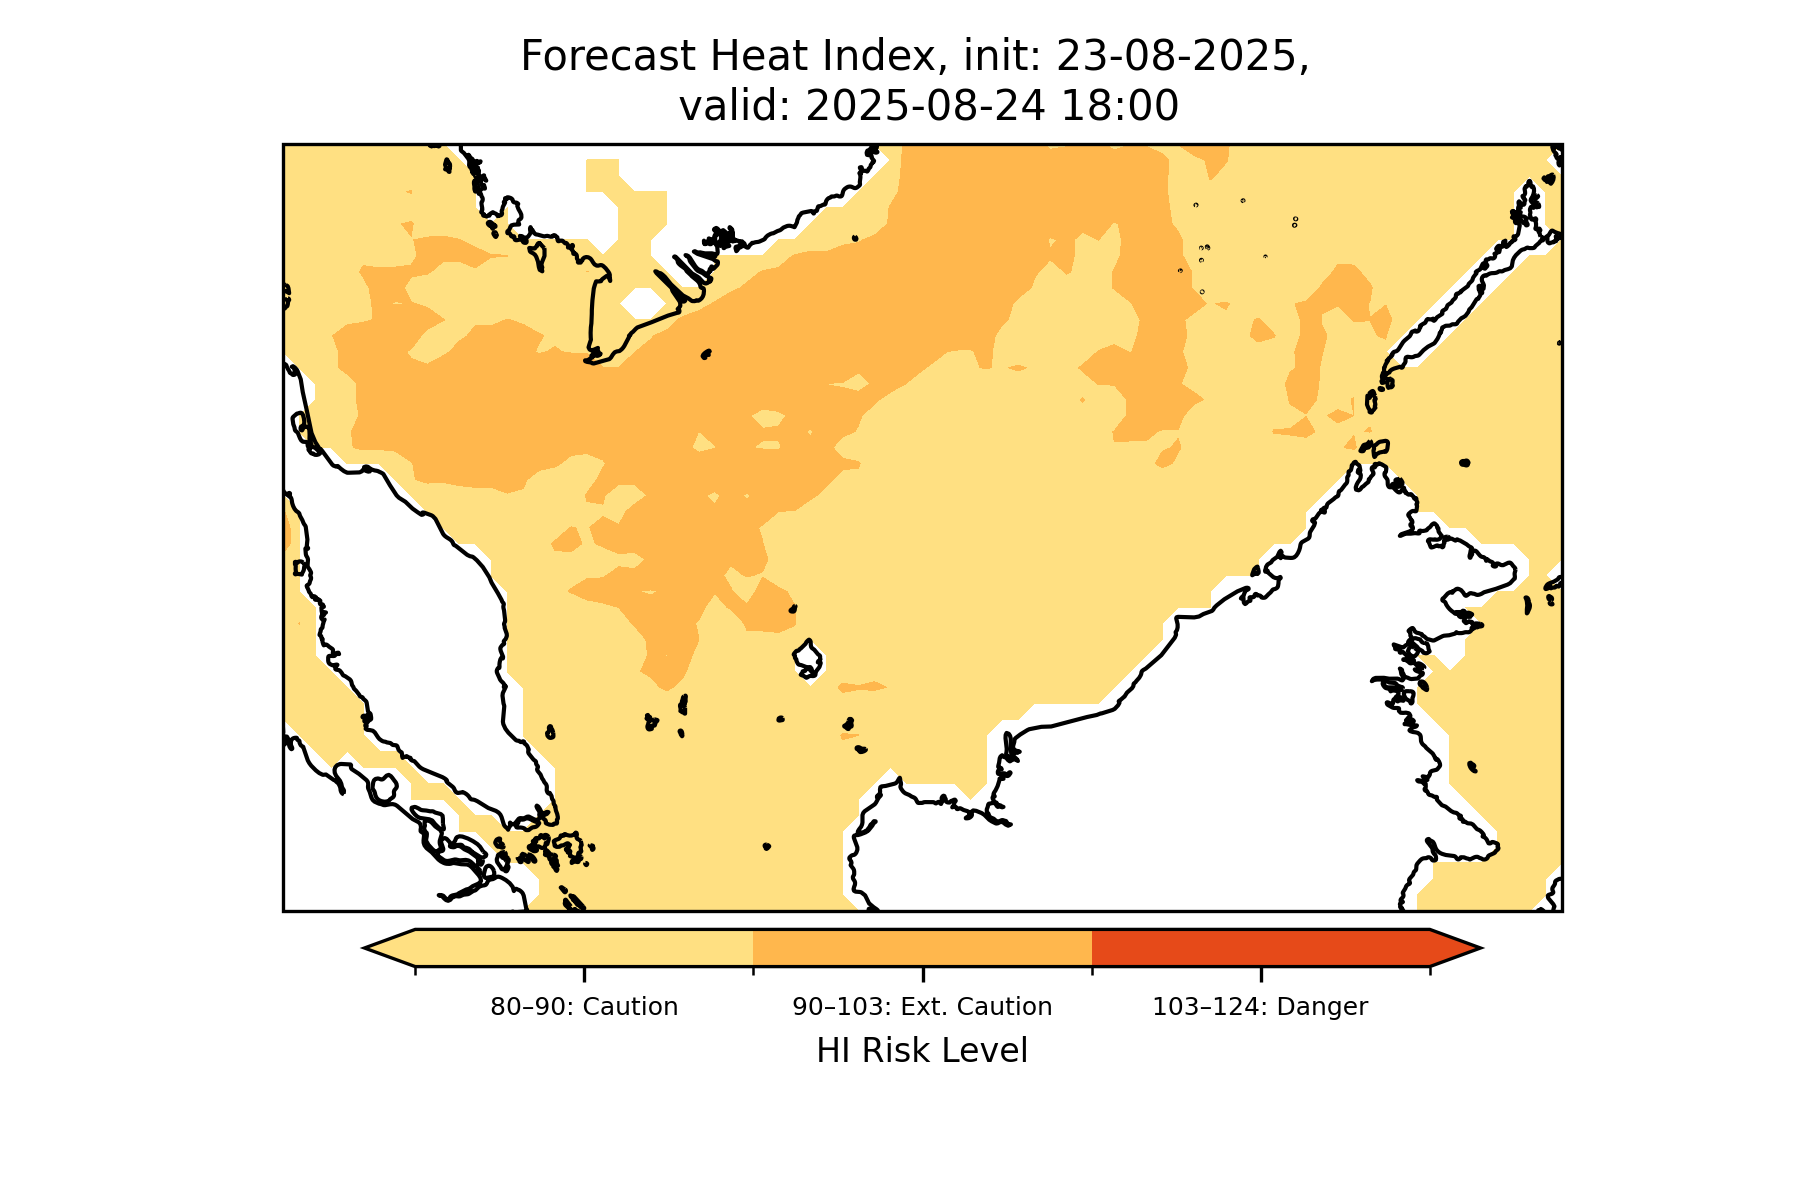 Forecast Heat Index, init: 23-08-2025,
valid: 2025-08-24 18:00
80–90: Caution
90–103: Ext. Caution
103–124: Danger
HI Risk Level